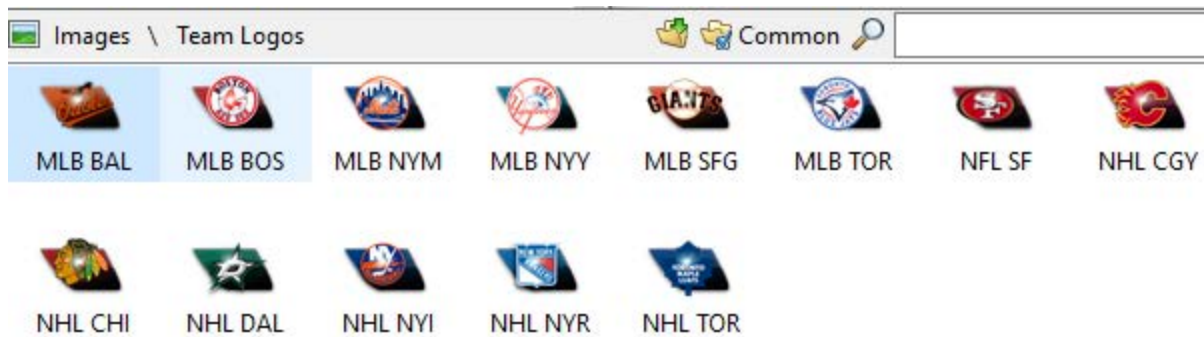 Images \ Team Logos Common
MLB BAL MLB BOS MLB NYM MLB NYY MLB SFG MLB TOR NFL SF NHL CGY
GIANTS
NHL CHI NHL DAL NHL NYI NHL NYR NHL TOR